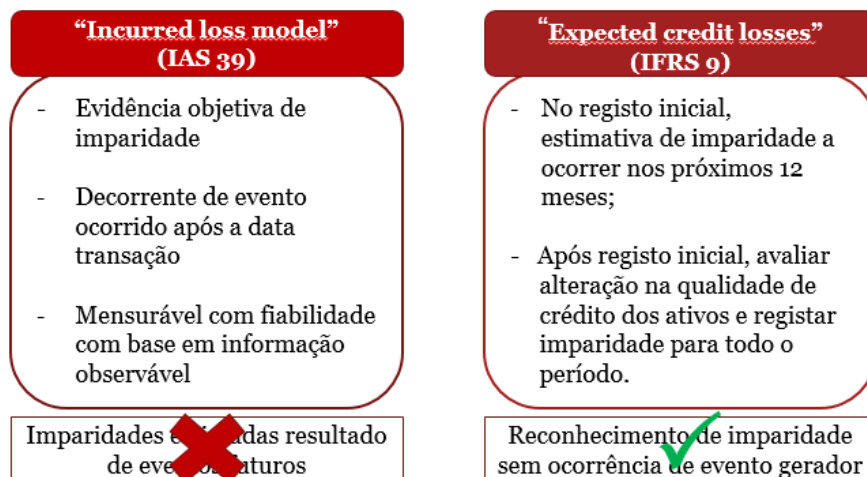 “Incurred loss model”
(IAS 39)
- Evidência objetiva de
imparidade
- Decorrente de evento
ocorrido após a data
transação
- Mensurável com fiabilidade
com base em informação
observável
Imparidades resultado
de futuros
“Expected credit losses”
(IFRS 9)
- No registo inicial,
estimativa de imparidade a
ocorrer nos próximos 12
meses;
- Após registo inicial, avaliar
alteração na qualidade de
crédito dos ativos e registar
imparidade para todo o
período.
Reconhecimento de imparidade
sem ocorrência de evento gerador